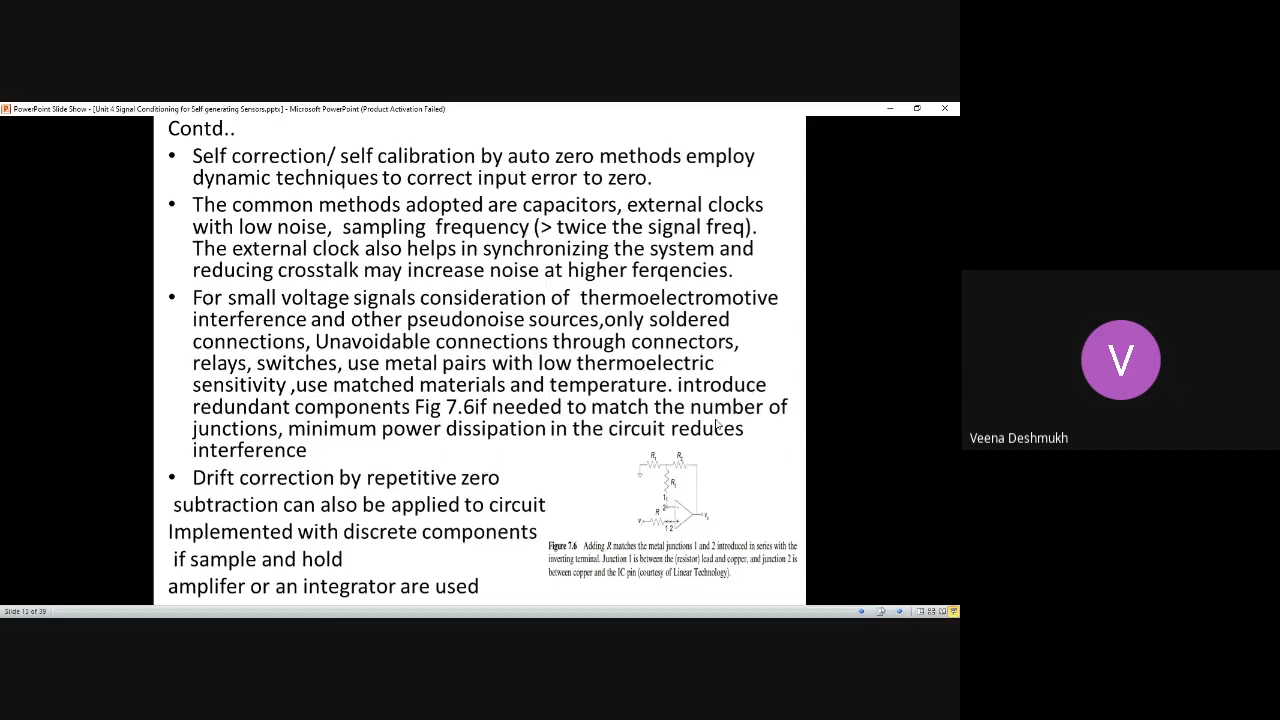 PowerPoint Slide Show - [Unit 4 Signal Conditioning for Self generating Sensors.pptx] - Microsoft PowerPoint (Product Activation Failed)
Contd..
• Self correction/ self calibration by auto zero methods employ
dynamic techniques to correct input error to zero.
• The common methods adopted are capacitors, external clocks
with low noise, sampling frequency (> twice the signal freq).
The external clock also helps in synchronizing the system and
reducing crosstalk may increase noise at higher ferqencies.
• For small voltage signals consideration of thermoelectromotive
interference and other pseudonoise sources,only soldered
connections, Unavoidable connections through connectors,
relays, switches, use metal pairs with low thermoelectric
sensitivity ,use matched materials and temperature. introduce
redundant components Fig 7.6if needed to match the number of
junctions, minimum power dissipation in the circuit reduces
interference
• Drift correction by repetitive zero
subtraction can also be applied to circuit
Implemented with discrete components
if sample and hold
amplifer or an integrator are used
R
1
2
1 2
Figure 7.6 Adding R matches the metal junctions 1 and 2 introduced in series with the
inverting terminal. Junction 1 is between the (resistor) lead and copper, and junction 2 is
between copper and the IC pin (courtesy of Linear Technology).
Slide 13 of 39
V
Veena Deshmukh